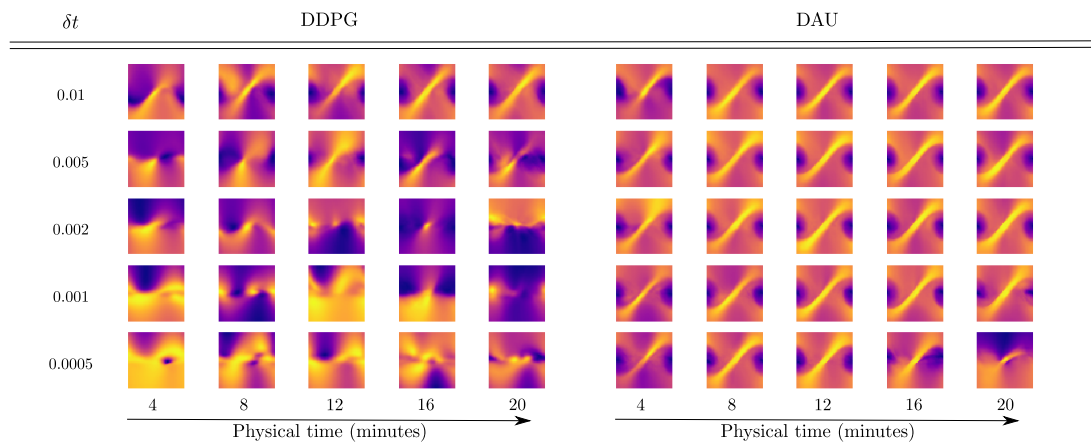 δt DDPG DAU
0.01
0.005
0.002
0.001
0.0005
4 8 12 16 20 4 8 12 16 20
Physical time (minutes) Physical time (minutes)